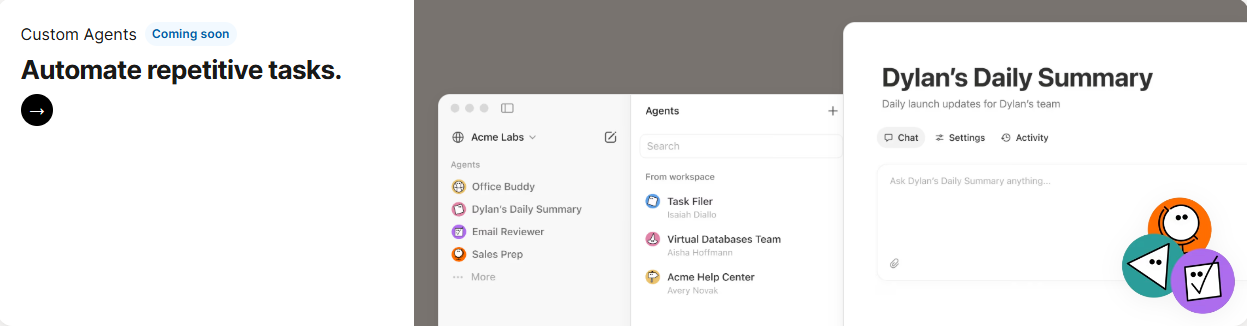 Custom Agents Coming soon
Automate repetitive tasks.
Acme Labs
Agents
Office Buddy
Dylan's Daily Summary
Email Reviewer
Sales Prep
More
Agents
Search
From workspace
Task Filer
Isaiah Diallo
Virtual Databases Team
Aisha Hoffmann
Acme Help Center
Avery Novak
Dylan's Daily Summary
Daily launch updates for Dylan's team
Chat Settings Activity
Ask Dylan's Daily Summary anything...